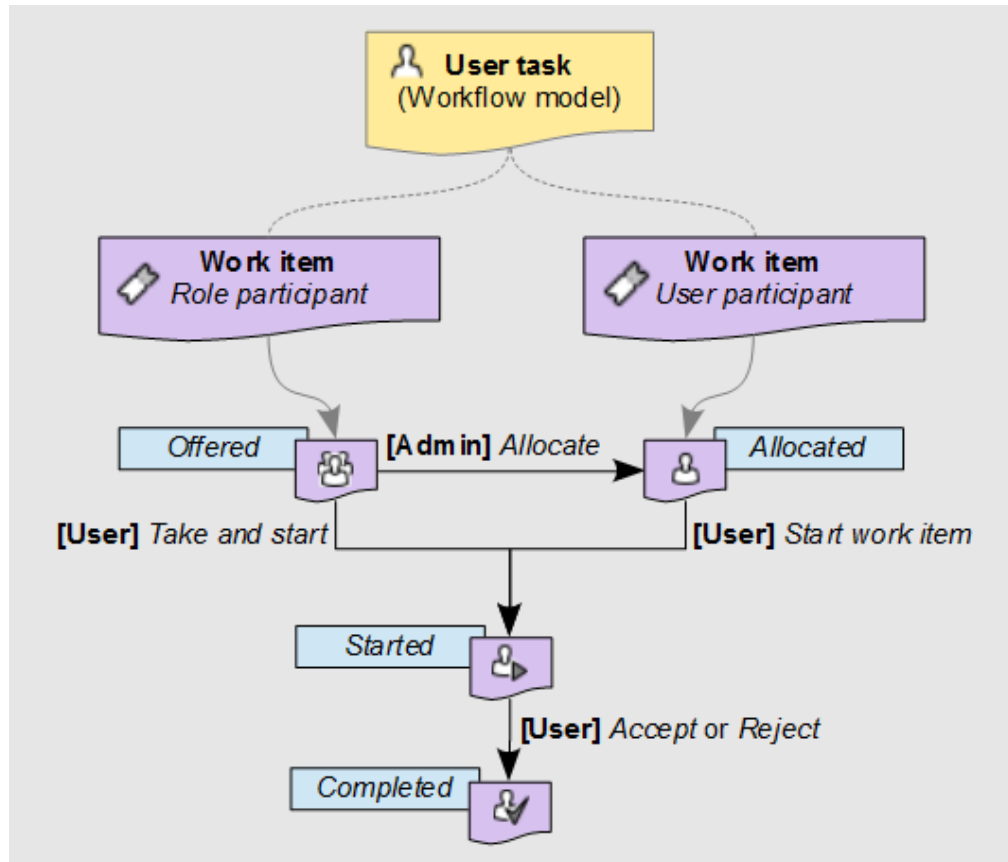 User task
(Workflow model)
Work item
Role participant
Work item
User participant
Offered
[Admin] Allocate
Allocated
[User] Take and start
[User] Start work item
Started
[User] Accept or Reject
Completed